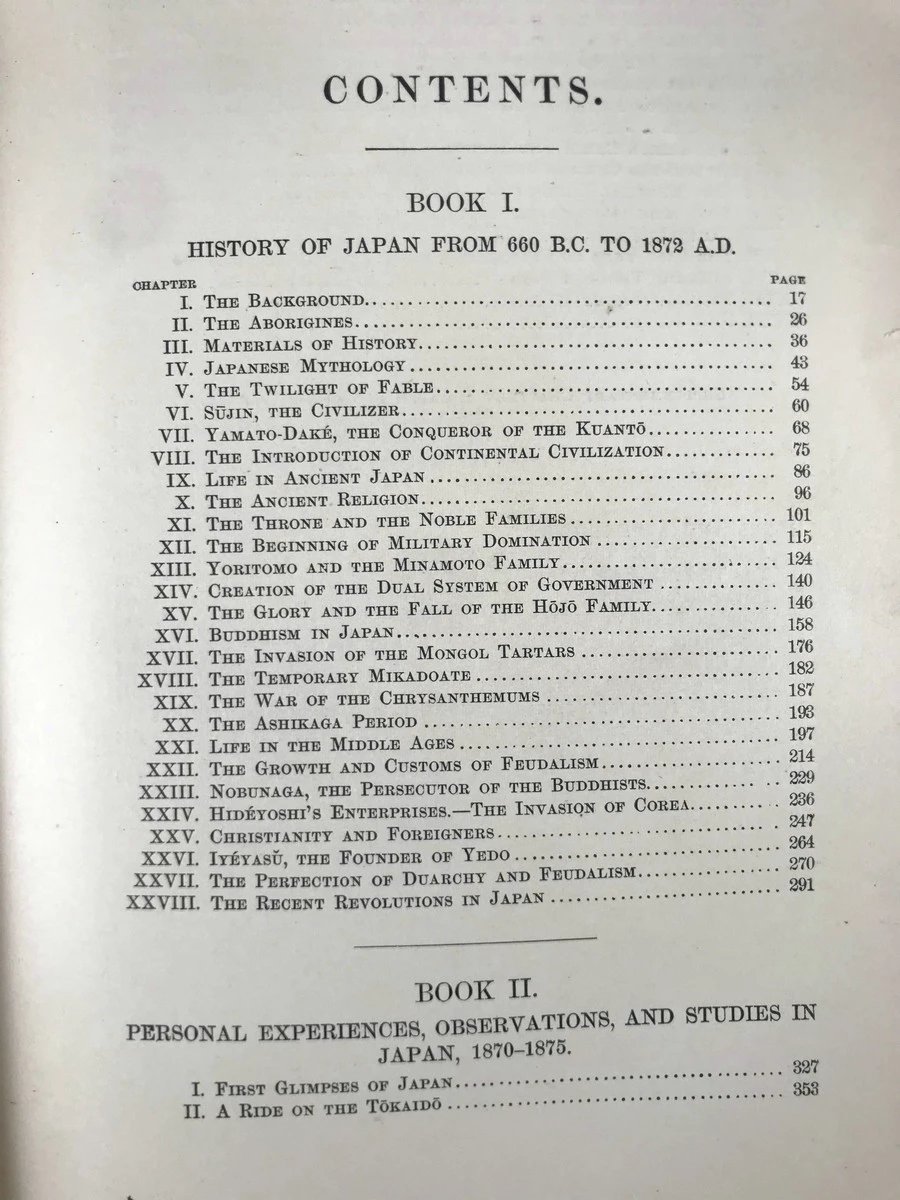 CONTENTS.
BOOK I.
HISTORY OF JAPAN FROM 660 B.C. TO 1872 A.D.
CHAPTER PAGE
I. The Background 17
II. The Aborigines 26
III. Materials of History 36
IV. Japanese Mythology 43
V. The Twilight of Fable 54
VI. Sūjin, the Civilizer 60
VII. Yamato-Daké, the Conqueror of the Kuantō 68
VIII. The Introduction of Continental Civilization 75
IX. Life in Ancient Japan 86
X. The Ancient Religion 96
XI. The Throne and the Noble Families 101
XII. The Beginning of Military Domination 115
XIII. Yoritomo and the Minamoto Family 124
XIV. Creation of the Dual System of Government 140
XV. The Glory and the Fall of the Hōjō Family 146
XVI. Buddhism in Japan 158
XVII. The Invasion of the Mongol Tartars 176
XVIII. The Temporary Mikadoate 182
XIX. The War of the Chrysanthemums 187
XX. The Ashikaga Period 193
XXI. Life in the Middle Ages 197
XXII. The Growth and Customs of Feudalism 214
XXIII. Nobunaga, the Persecutor of the Buddhists 229
XXIV. Hidéyoshi's Enterprises.—The Invasion of Corea 236
XXV. Christianity and Foreigners 247
XXVI. Iyéyasŭ, the Founder of Yedo 264
XXVII. The Perfection of Duarchy and Feudalism 270
XXVIII. The Recent Revolutions in Japan 291
BOOK II.
PERSONAL EXPERIENCES, OBSERVATIONS, AND STUDIES IN
JAPAN, 1870–1875.
I. First Glimpses of Japan 327
II. A Ride on the Tōkaidō 353